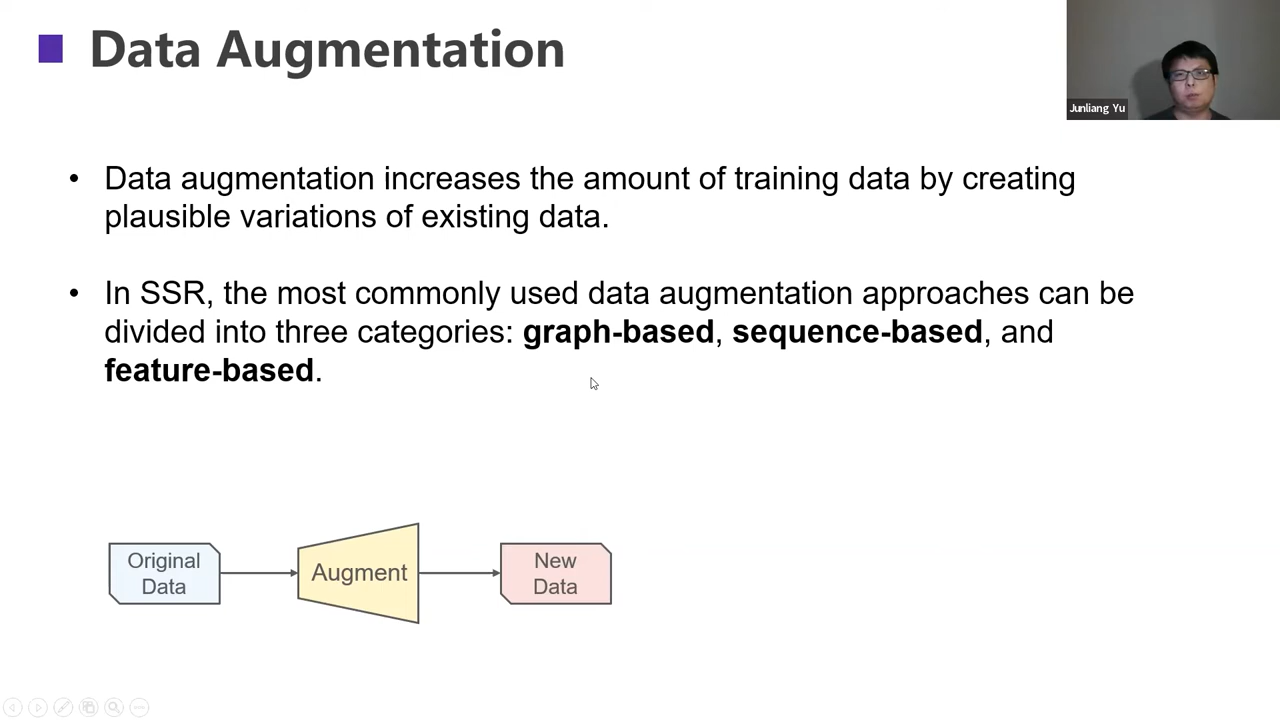 Data Augmentation
Junliang Yu
• Data augmentation increases the amount of training data by creating
plausible variations of existing data.
• In SSR, the most commonly used data augmentation approaches can be
divided into three categories: graph-based, sequence-based, and
feature-based.
Original
Data
Augment
New
Data